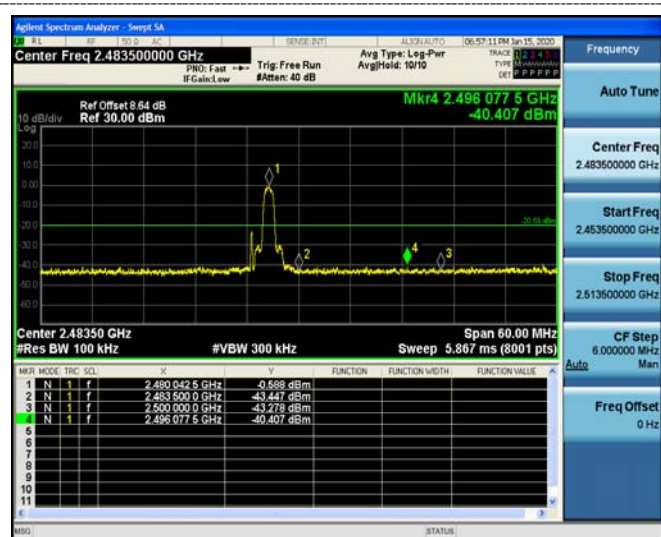 Agilent Spectrum Analyzer - Swept SA
RL RF 50 Ω AC SENSE:INT ALIGN AUTO 06:57:11 PM Jan 15, 2020
Center Freq 2.483500000 GHz
PNO: Fast
IFGain:Low
Trig: Free Run
#Atten: 40 dB
Avg Type: Log-Pwr
Avg|Hold: 10/10
TRACE 1 2 3 4 5 6
TYPE
DET P P P P P P
Frequency
Auto Tune
Center Freq
2.483500000 GHz
Start Freq
2.453500000 GHz
Stop Freq
2.513500000 GHz
CF Step
6.000000 MHz
Auto Man
Freq Offset
0 Hz
Mkr4 2.496 077 5 GHz
-40.407 dBm
Ref Offset 8.64 dB
10 dB/div Ref 30.00 dBm
Log
20.0
10.0
0.00
-10.0
-20.0
-30.0
-40.0
-50.0
-60.0
1
2
4
3
-20.59 dBm
Center 2.48350 GHz Span 60.00 MHz
#Res BW 100 kHz #VBW 300 kHz Sweep 5.867 ms (8001 pts)
MKR MODE TRC SCL X Y FUNCTION FUNCTION WIDTH FUNCTION VALUE
1 N 1 f 2.480 042 5 GHz -0.588 dBm
2 N 1 f 2.483 500 0 GHz -43.447 dBm
3 N 1 f 2.500 000 0 GHz -43.278 dBm
4 N 1 f 2.496 077 5 GHz -40.407 dBm
5
6
7
8
9
10
11
MSG STATUS